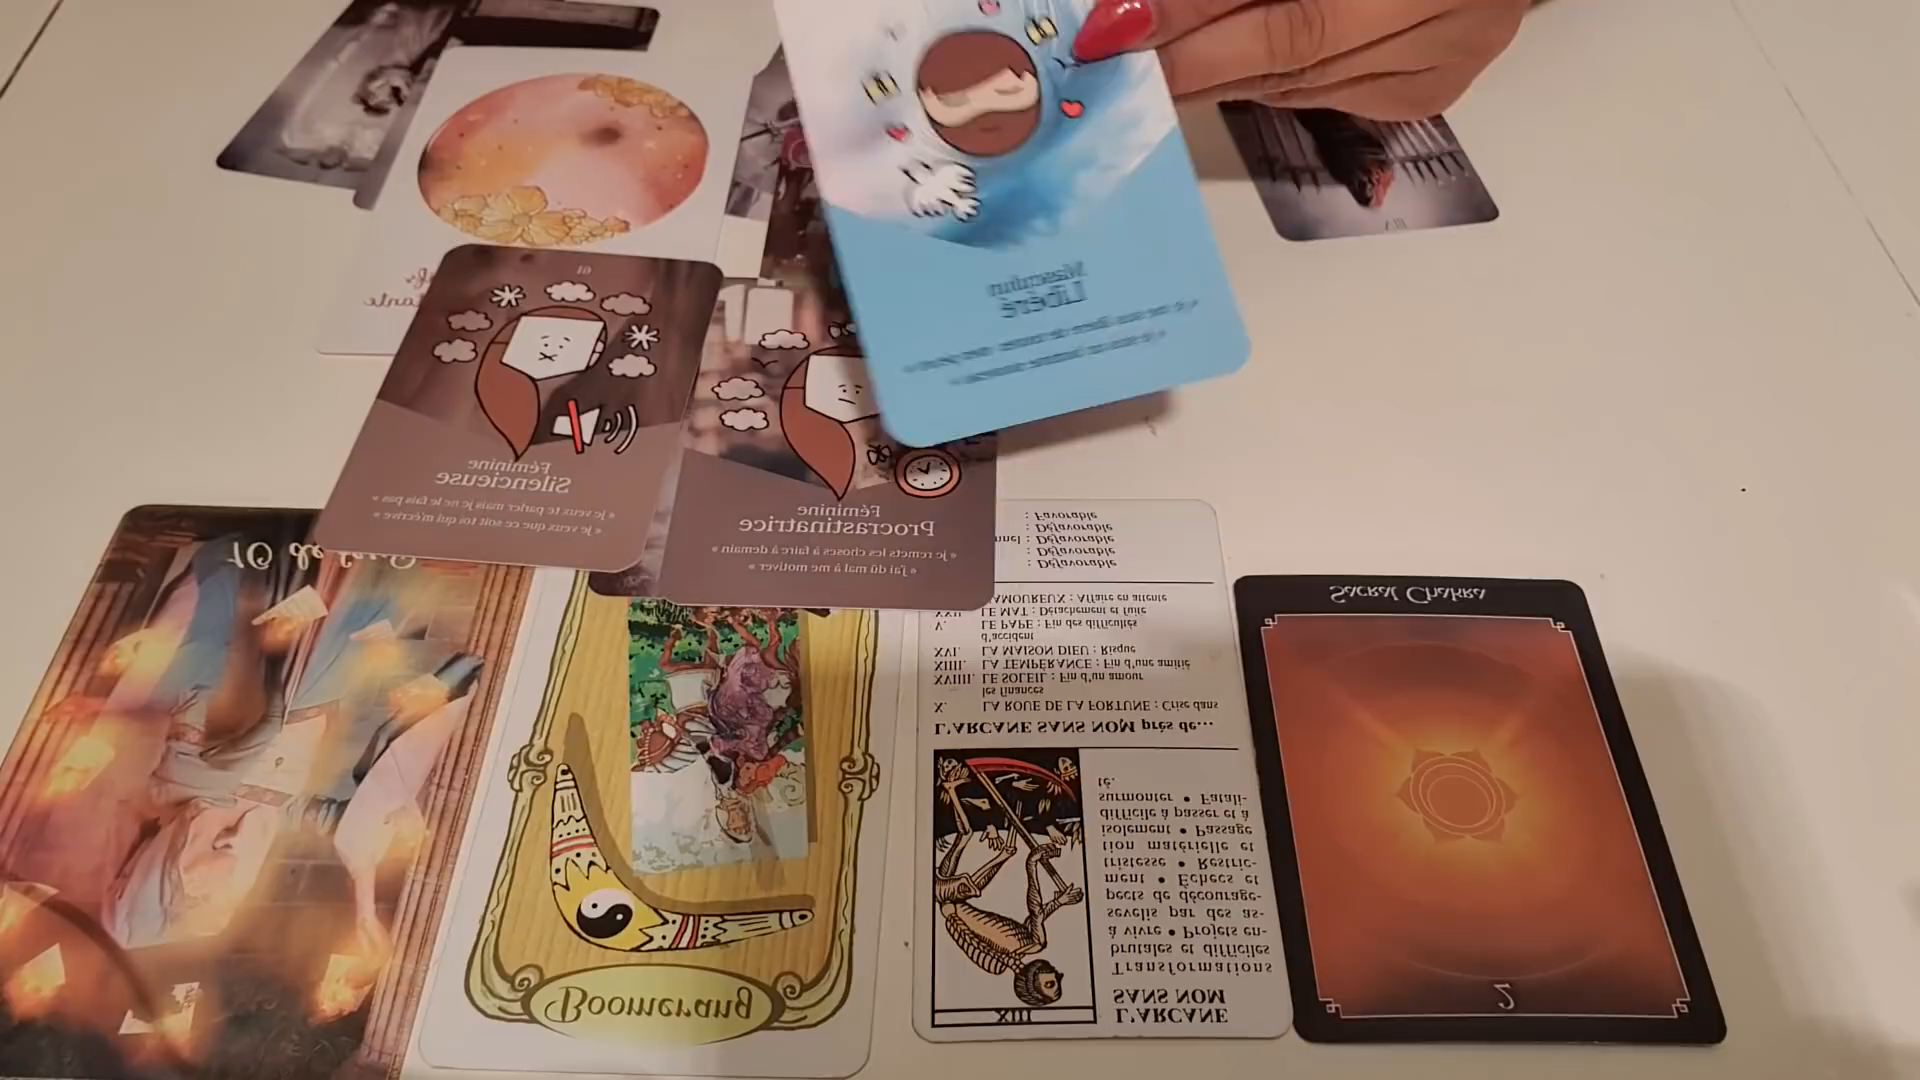 VII
Masculin
Libéré
10
Féminine
Silencieuse
« je veux te parler mais je ne le fais pas »
« je veux que ce soit toi qui m'écrive »
Féminine
Procrastinatrice
« je remets les choses à faire à demain »
« j'ai du mal à me motiver »
10 de
Boomerang
: Favorable
: Défavorable
nnel : Défavorable
: Défavorable
: Défavorable
AMOUREUX : Affaire en attente
LE MAT : Détachement et fuite
V. LE PAPE : Fin des difficultés
d'accident
XVI. LA MAISON DIEU : Risque
XIIII. LA TEMPÉRANCE : Fin d'une amitié
XVIIII. LE SOLEIL : Fin d'un amour
les finances
X. LA ROUE DE LA FORTUNE : Crise dans
L'ARCANE SANS NOM près de...
té.
surmonter • Fatali-
difficile à passer et à
isolement • Passage
tion matérielle et
tristesse • Restric-
ment • Échecs et
pects de décourage-
sevelis par des as-
à vivre • Projets en-
brutales et difficiles
Transformations
SANS NOM
L'ARCANE
XIII
Sacral Chakra
2